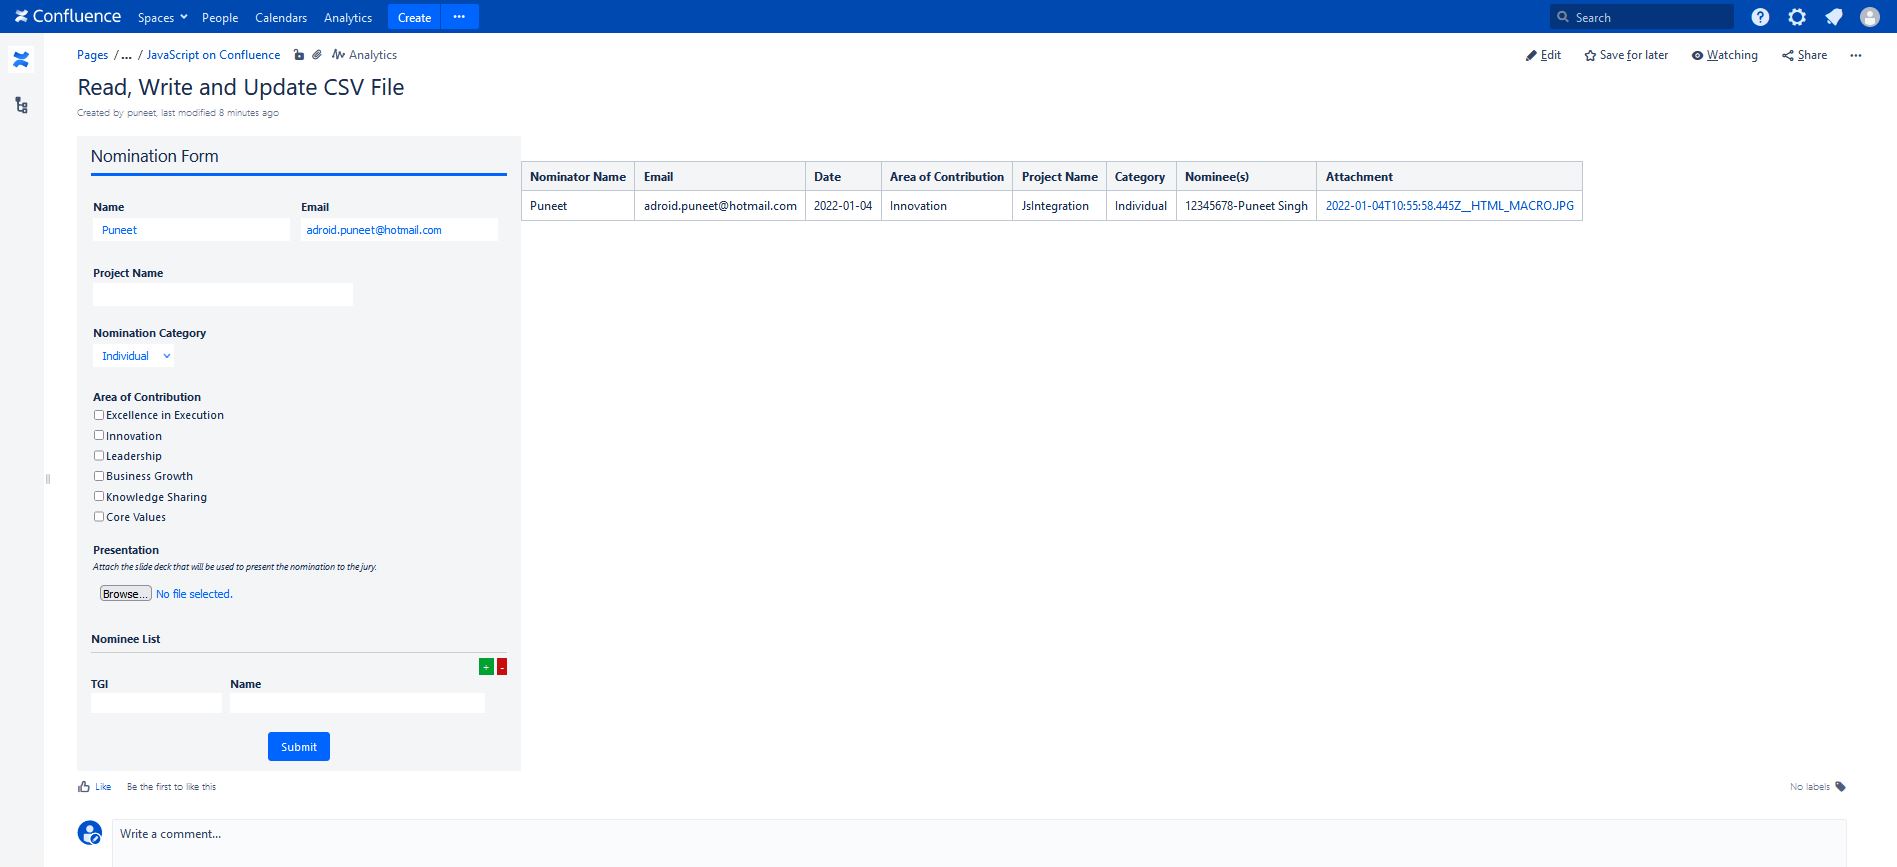 Confluence Spaces People Calendars Analytics Create ··· Search
Pages / ... / JavaScript on Confluence Analytics
Edit Save for later Watching Share ···
Read, Write and Update CSV File
Created by puneet, last modified 8 minutes ago
Nomination Form
Name Email
Puneet adroid.puneet@hotmail.com
Project Name
Nomination Category
Individual
Area of Contribution
Excellence in Execution
Innovation
Leadership
Business Growth
Knowledge Sharing
Core Values
Presentation
Attach the slide deck that will be used to present the nomination to the jury.
Browse... No file selected.
Nominee List
+ -
TGI Name
Submit
Nominator Name Email Date Area of Contribution Project Name Category Nominee(s) Attachment
Puneet adroid.puneet@hotmail.com 2022-01-04 Innovation JsIntegration Individual 12345678-Puneet Singh 2022-01-04T10:55:58.445Z__HTML_MACRO.JPG
Like Be the first to like this
No labels
Write a comment...